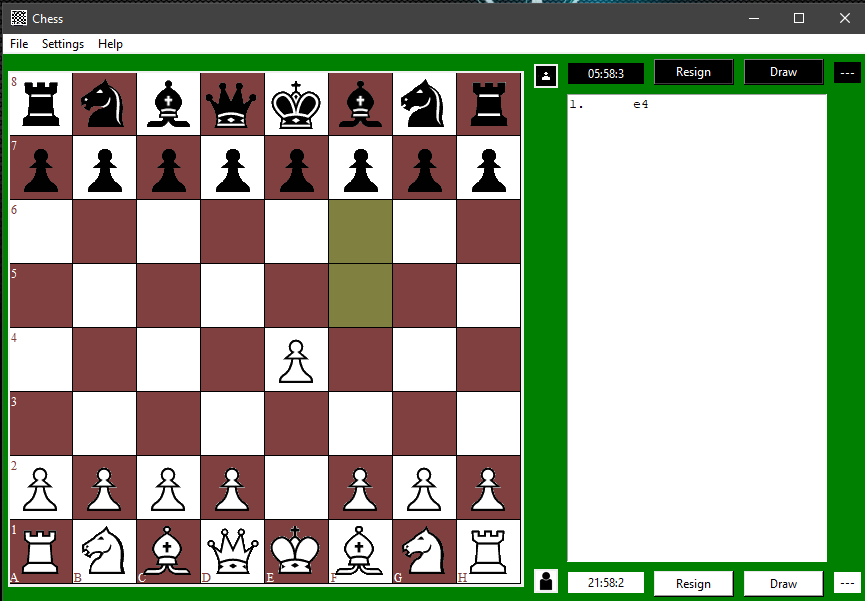 Chess
File Settings Help
05:58:3 Resign Draw ---
1. e4
8
7
6
5
4
3
2
1
A B C D E F G H
21:58:2 Resign Draw ---